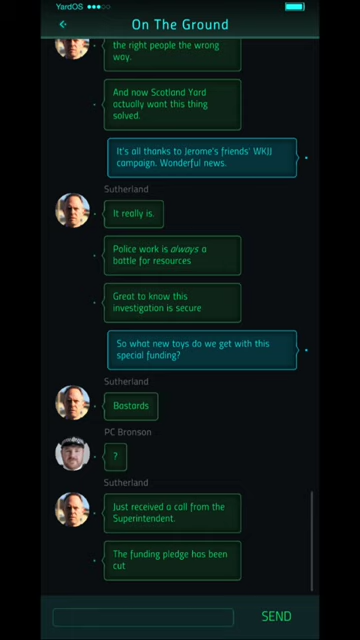 YardOS
On The Ground
the right people the wrong
way.
And now Scotland Yard
actually want this thing
solved.
It's all thanks to Jerome's friends' WKJJ
campaign. Wonderful news.
Sutherland
It really is.
Police work is always a
battle for resources
Great to know this
investigation is secure
So what new toys do we get with this
special funding?
Sutherland
Bastards
PC Bronson
?
Sutherland
Just received a call from the
Superintendent.
The funding pledge has been
cut
SEND